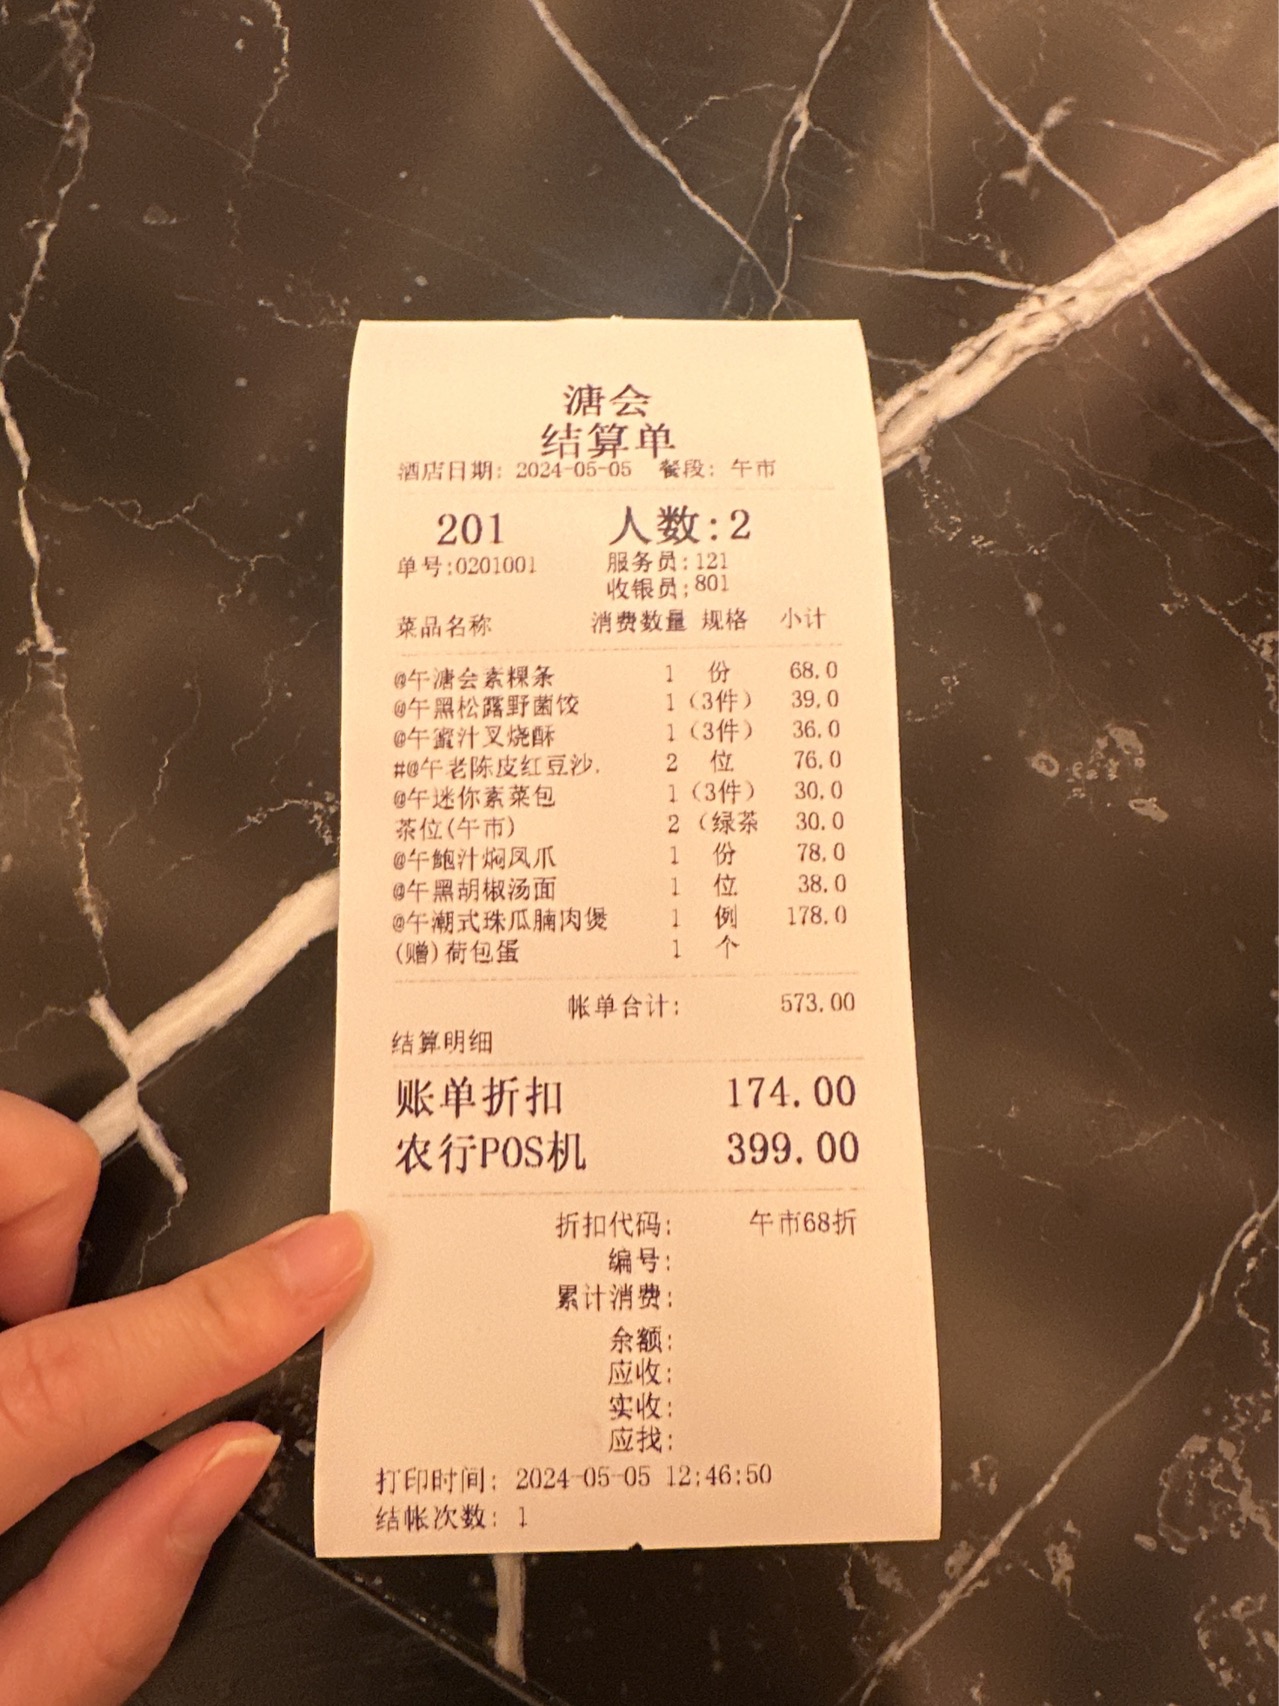 溏会
结算单
酒店日期: 2024-05-05 餐段: 午市
201 人数:2
单号:0201001 服务员:121
收银员:801
菜品名称 消费数量 规格 小计
@午溏会素粿条 1 份 68.0
@午黑松露野菌饺 1 (3件) 39.0
@午蜜汁叉烧酥 1 (3件) 36.0
#@午老陈皮红豆沙. 2 位 76.0
@午迷你素菜包 1 (3件) 30.0
茶位(午市) 2 (绿茶 30.0
@午鲍汁焖凤爪 1 份 78.0
@午黑胡椒汤面 1 位 38.0
@午潮式珠瓜腩肉煲 1 例 178.0
(赠)荷包蛋 1 个
帐单合计: 573.00
结算明细
账单折扣 174.00
农行POS机 399.00
折扣代码: 午市68折
编号:
累计消费:
余额:
应收:
实收:
应找:
打印时间: 2024-05-05 12:46:50
结帐次数: 1